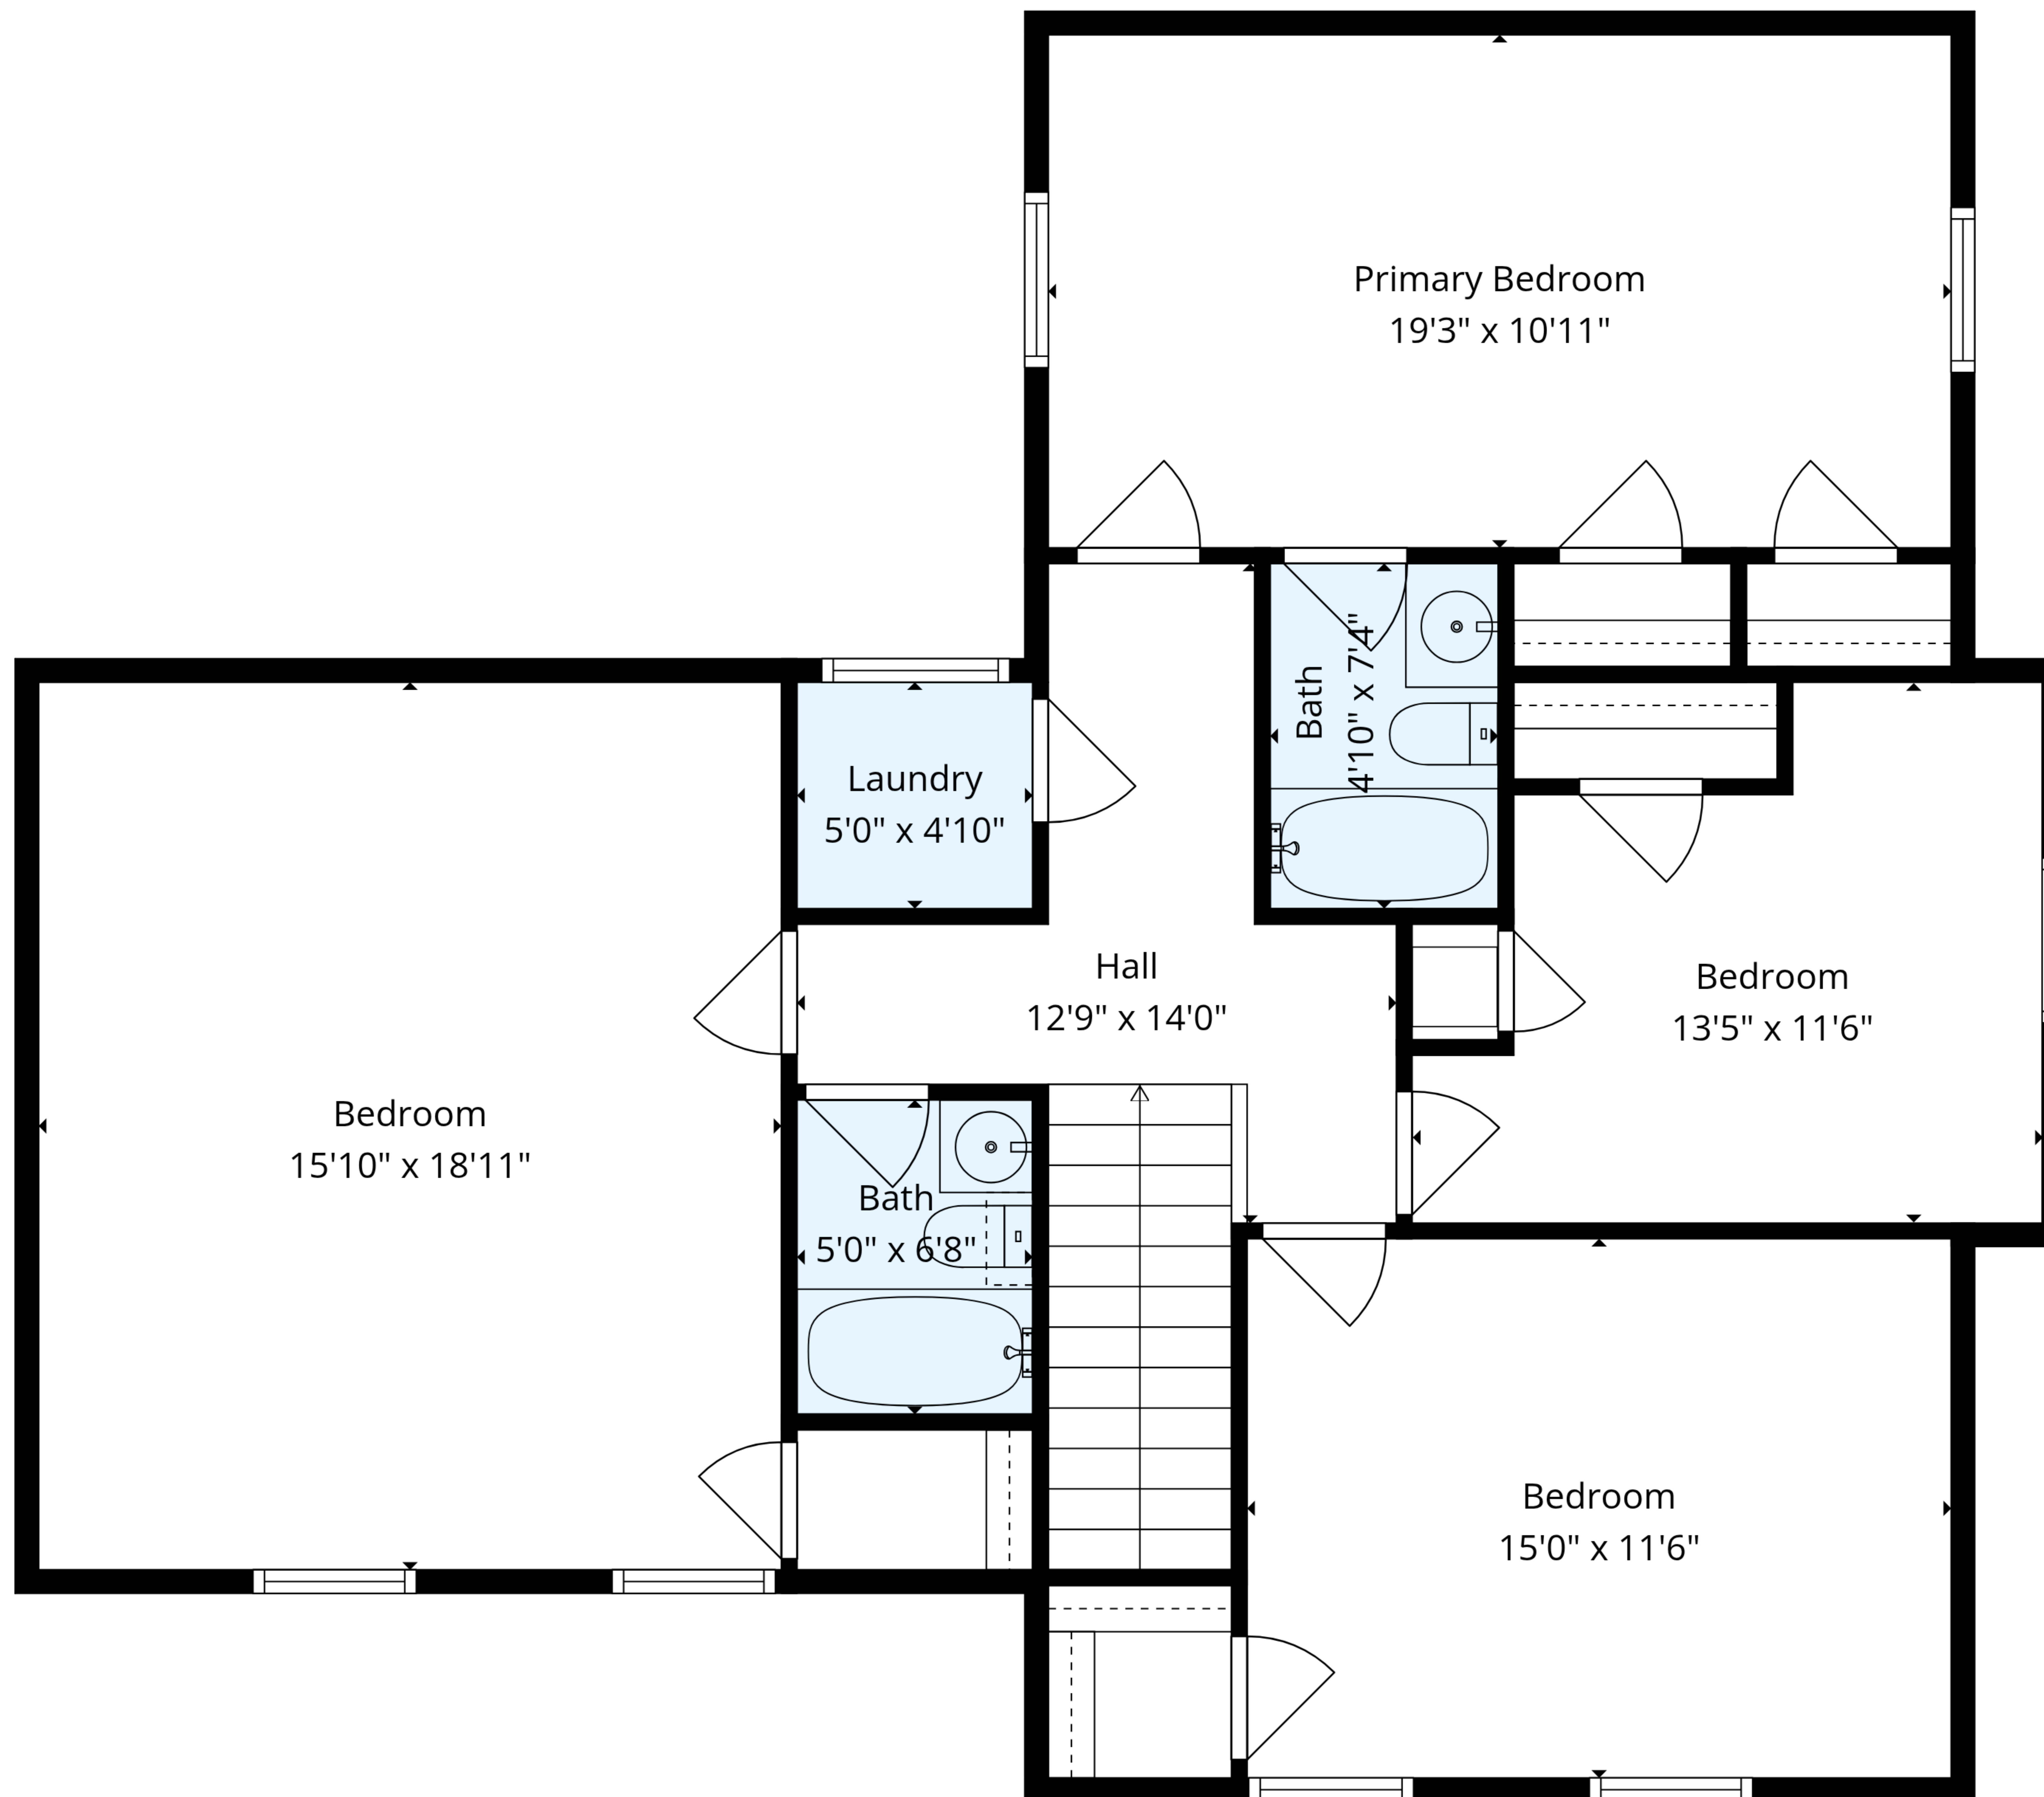 Primary Bedroom
19'3" x 10'11"
Bath
4'10" x 7'4"
Laundry
5'0" x 4'10"
Hall
12'9" x 14'0"
Bedroom
13'5" x 11'6"
Bedroom
15'10" x 18'11"
Bath
5'0" x 6'8"
Bedroom
15'0" x 11'6"